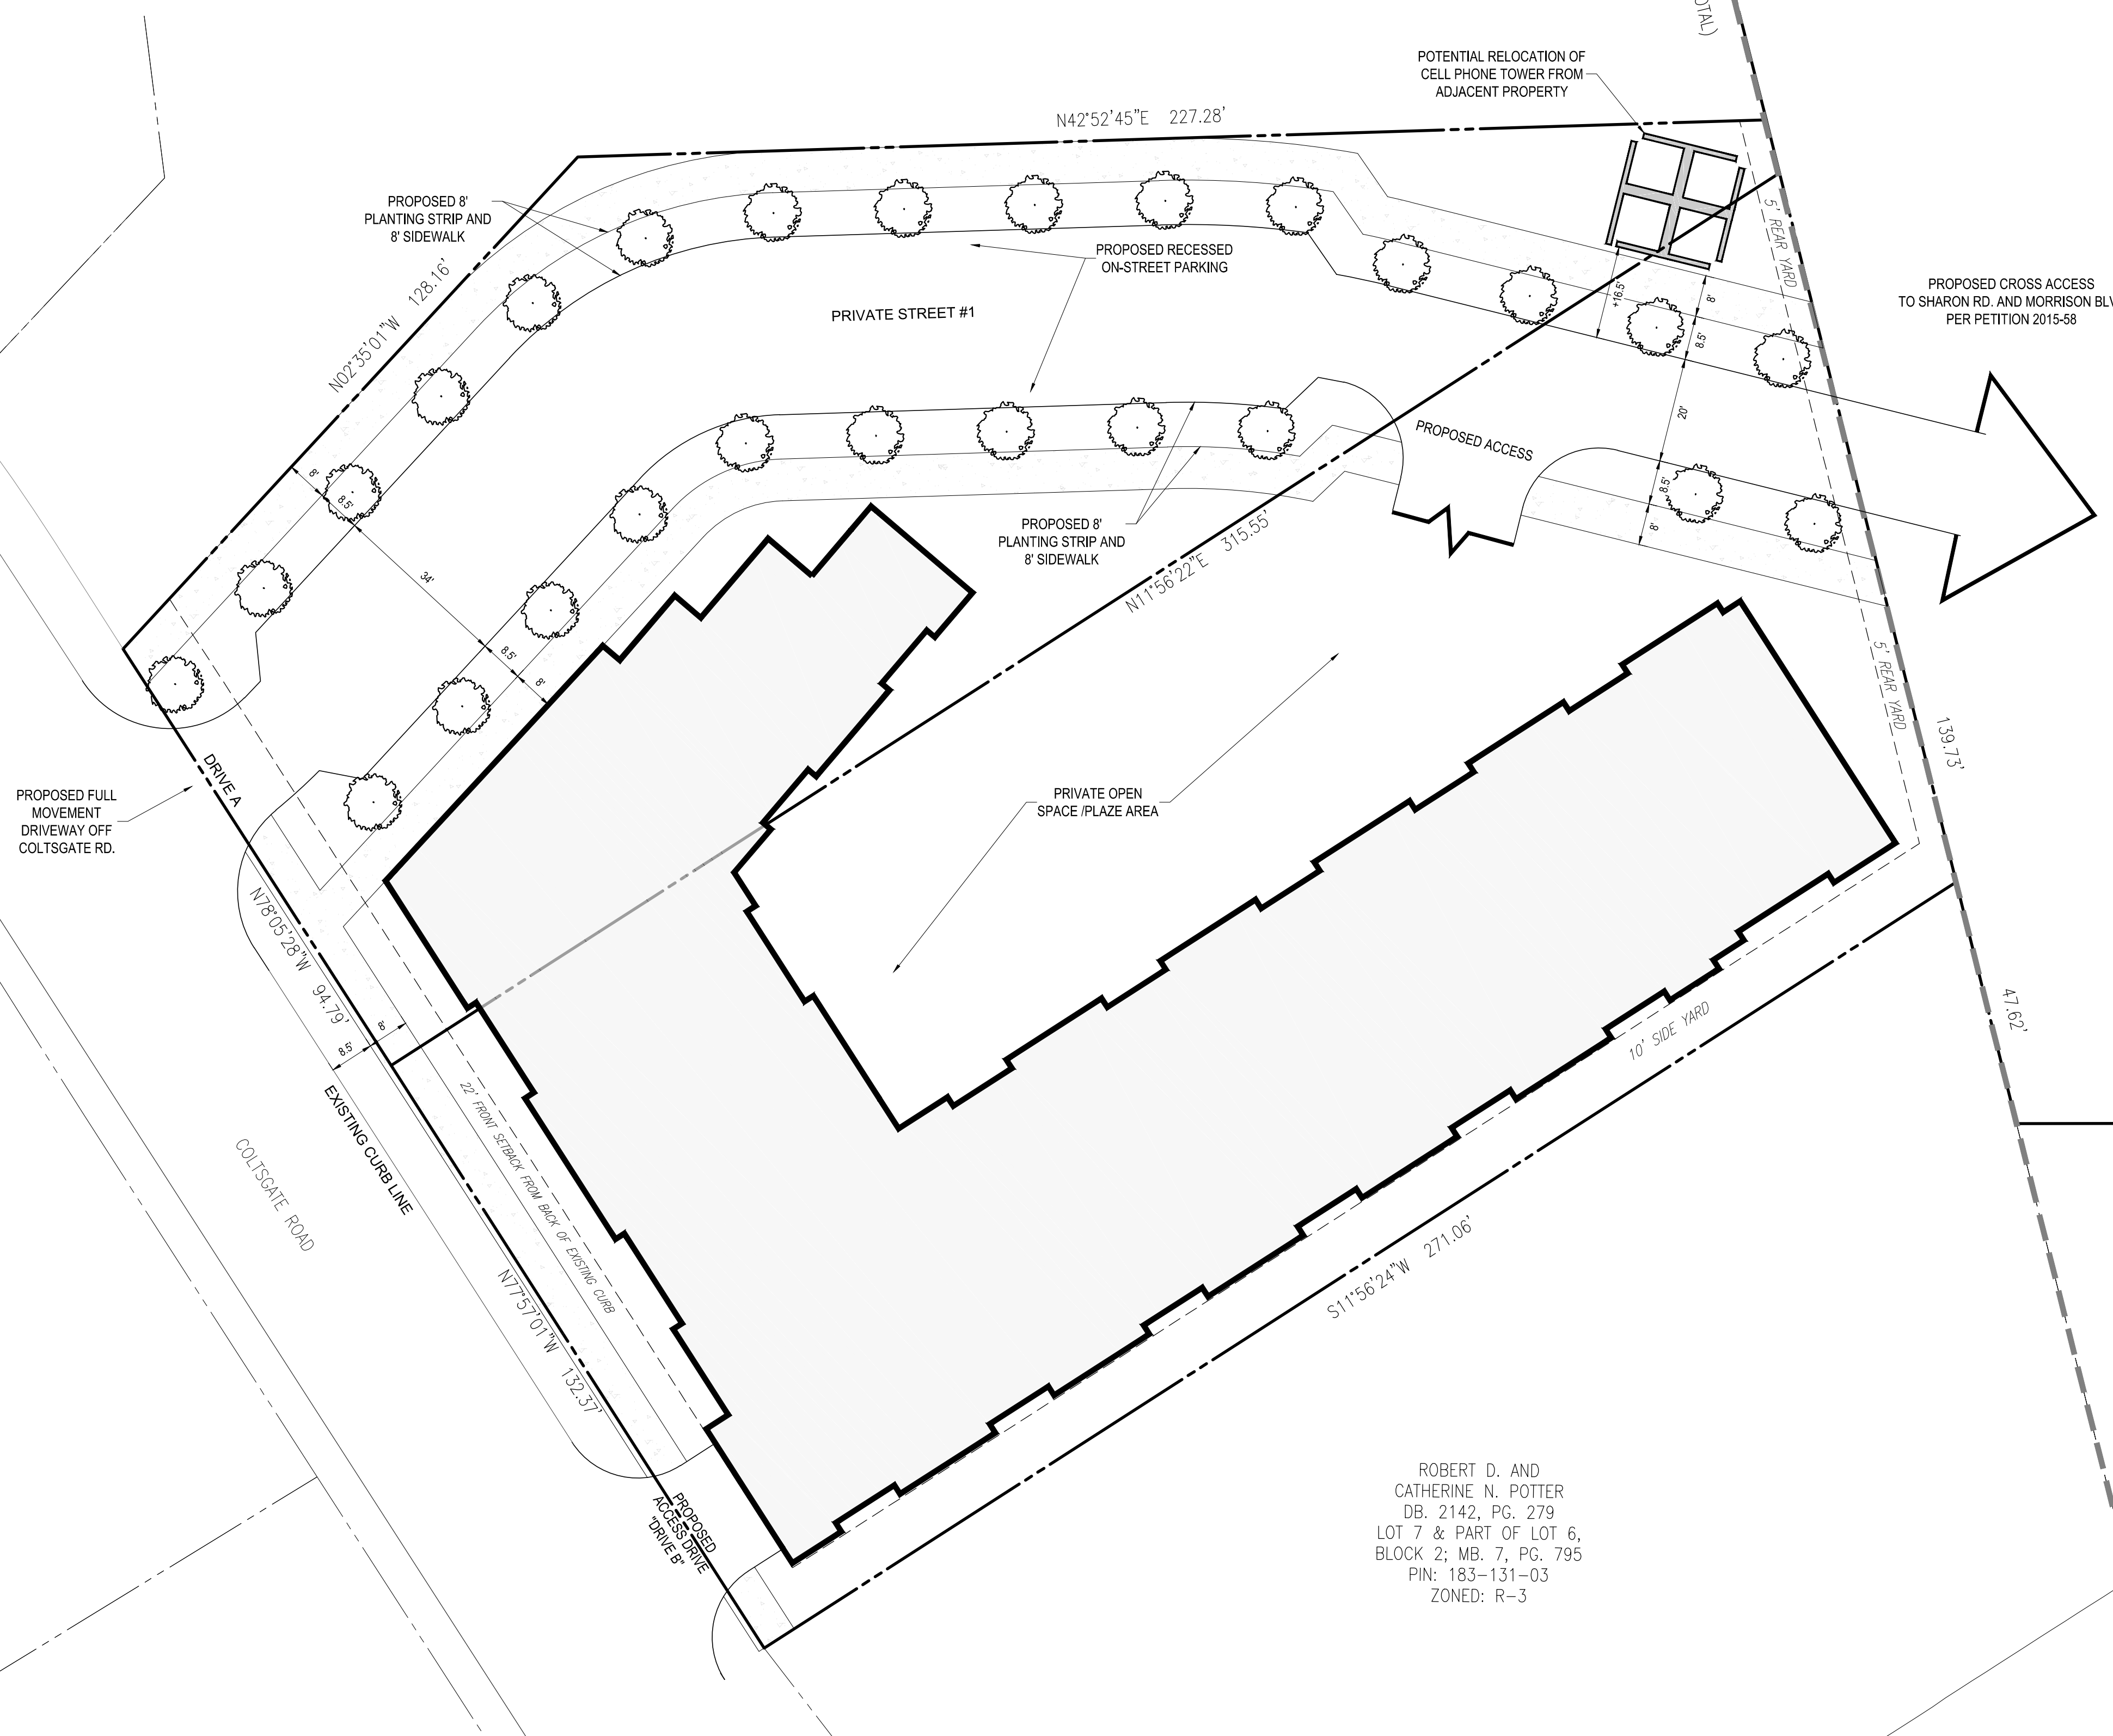 OTAL)
POTENTIAL RELOCATION OF
CELL PHONE TOWER FROM
ADJACENT PROPERTY
N42°52'45"E 227.28'
PROPOSED 8'
PLANTING STRIP AND
8' SIDEWALK
N02°35'01"W 128.16'
PROPOSED RECESSED
ON-STREET PARKING
PRIVATE STREET #1
5' REAR YARD
+16.5'
8'
8.5'
20'
8.5'
8'
PROPOSED CROSS ACCESS
TO SHARON RD. AND MORRISON BLV
PER PETITION 2015-58
PROPOSED ACCESS
8'
8.5'
34'
8.5'
8'
PROPOSED 8'
PLANTING STRIP AND
8' SIDEWALK
N11°56'22"E 315.55'
5' REAR YARD
139.73'
DRIVE A
PROPOSED FULL
MOVEMENT
DRIVEWAY OFF
COLTSGATE RD.
PRIVATE OPEN
SPACE /PLAZE AREA
N78°05'28"W 94.79'
8'
8.5'
47.62'
10' SIDE YARD
EXISTING CURB LINE
22' FRONT SETBACK FROM BACK OF EXISTING CURB
COLTSGATE ROAD
N77°57'01"W 132.37'
S11°56'24"W 271.06'
PROPOSED
ACCESS DRIVE
"DRIVE B"
ROBERT D. AND
CATHERINE N. POTTER
DB. 2142, PG. 279
LOT 7 & PART OF LOT 6,
BLOCK 2; MB. 7, PG. 795
PIN: 183-131-03
ZONED: R-3